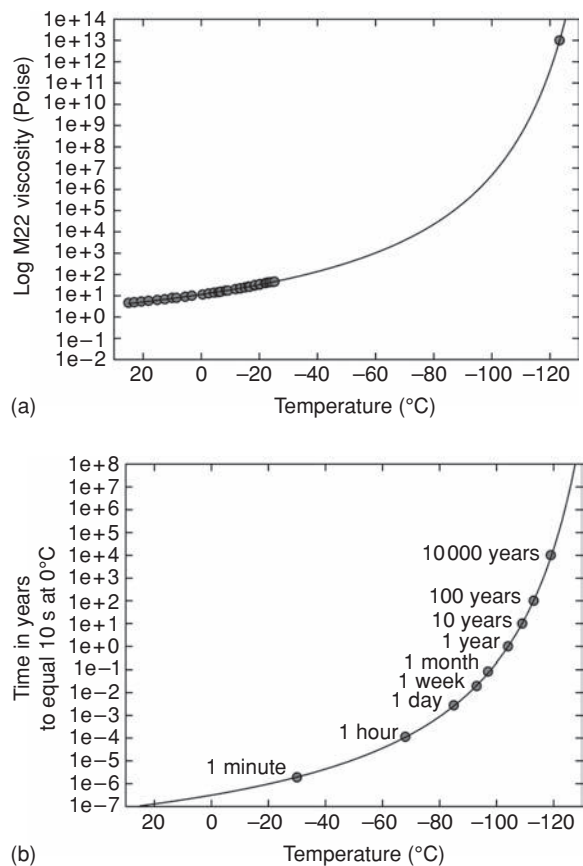 1e+14
1e+13
1e+12
1e+11
1e+10
1e+9
1e+8
1e+7
1e+6
1e+5
1e+4
1e+3
1e+2
1e+1
1e+0
1e−1
1e−2
Log M22 viscosity (Poise)
20 0 −20 −40 −60 −80 −100 −120
(a) Temperature (°C)
1e+8
1e+7
1e+6
1e+5
1e+4
1e+3
1e+2
1e+1
1e+0
1e-1
1e−2
1e−3
1e−4
1e−5
1e−6
1e−7
Time in years
to equal 10 s at 0°C
10 000 years
100 years
10 years
1 year
1 month
1 week
1 day
1 hour
1 minute
20 0 −20 −40 −60 −80 −100 −120
(b) Temperature (°C)